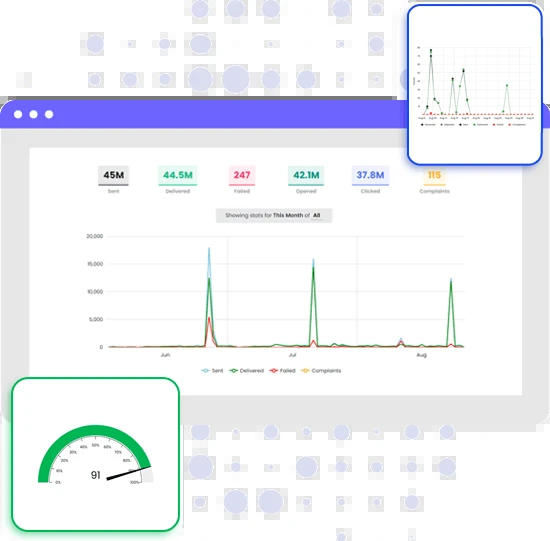 45M
44.5M
247
42.1M
37.8M
115
Sent
Delivered
Failed
Opened
Clicked
Complaints
Showing stats for This Month of All
20,000
15,000
10,000
5,000
0
Jun
Jul
Aug
Sent Delivered Failed Complaints
0%
10%
20%
30%
40%
50%
60%
70%
80%
100%
91